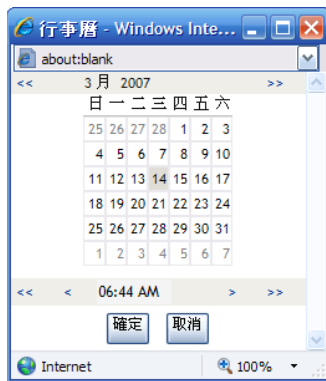 行事曆 - Windows Inte...
about:blank
<< 3 月 2007 >>
日 一 二 三 四 五 六
25 26 27 28 1 2 3
4 5 6 7 8 9 10
11 12 13 14 15 16 17
18 19 20 21 22 23 24
25 26 27 28 29 30 31
1 2 3 4 5 6 7
<< < 06:44 AM > >>
確定 取消
Internet 100%